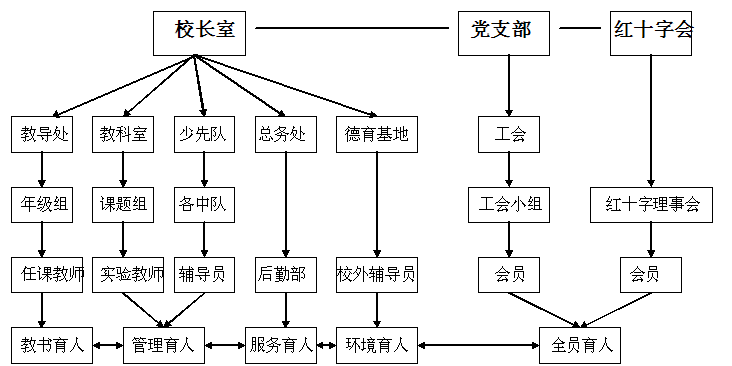 校长室
党支部
红十字会
教导处
教科室
少先队
总务处
德育基地
工会
年级组
课题组
各中队
工会小组
红十字理事会
任课教师
实验教师
辅导员
后勤部
校外辅导员
会员
会员
教书育人
管理育人
服务育人
环境育人
全员育人